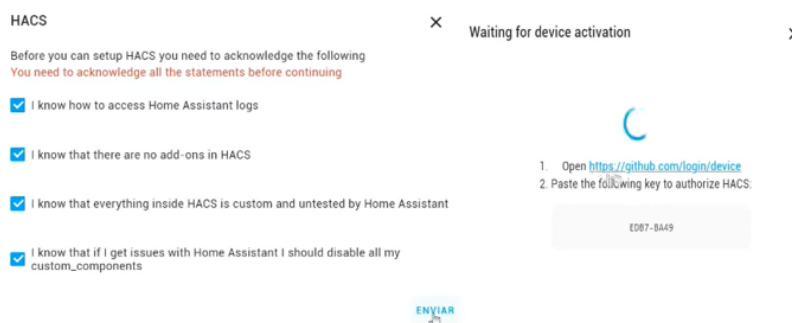 HACS
Before you can setup HACS you need to acknowledge the following
You need to acknowledge all the statements before continuing
I know how to access Home Assistant logs
I know that there are no add-ons in HACS
I know that everything inside HACS is custom and untested by Home Assistant
I know that if I get issues with Home Assistant I should disable all my
custom_components
ENVIAR
Waiting for device activation
1. Open https://github.com/login/device
2. Paste the following key to authorize HACS:
EDB7-BA49